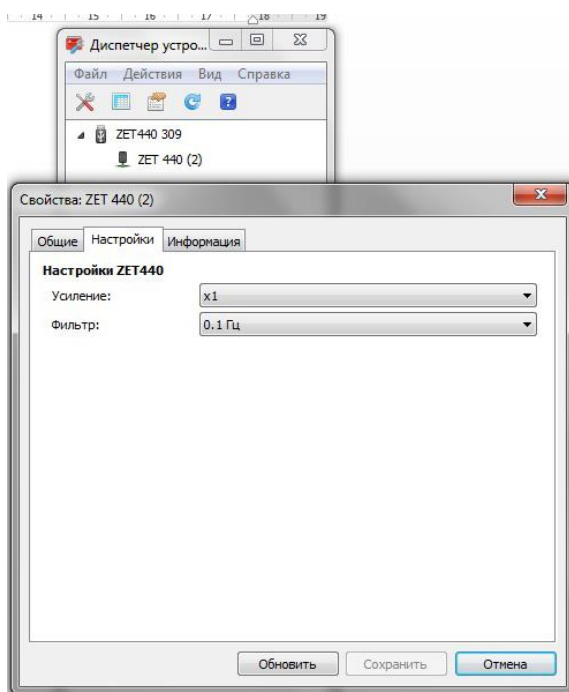 14 15 16 17 18 19
Диспетчер устро...
Файл Действия Вид Справка
ZET440 309
ZET 440 (2)
Свойства: ZET 440 (2)
Общие Настройки Информация
Настройки ZET440
Усиление: x1
Фильтр: 0.1 Гц
Обновить Сохранить Отмена